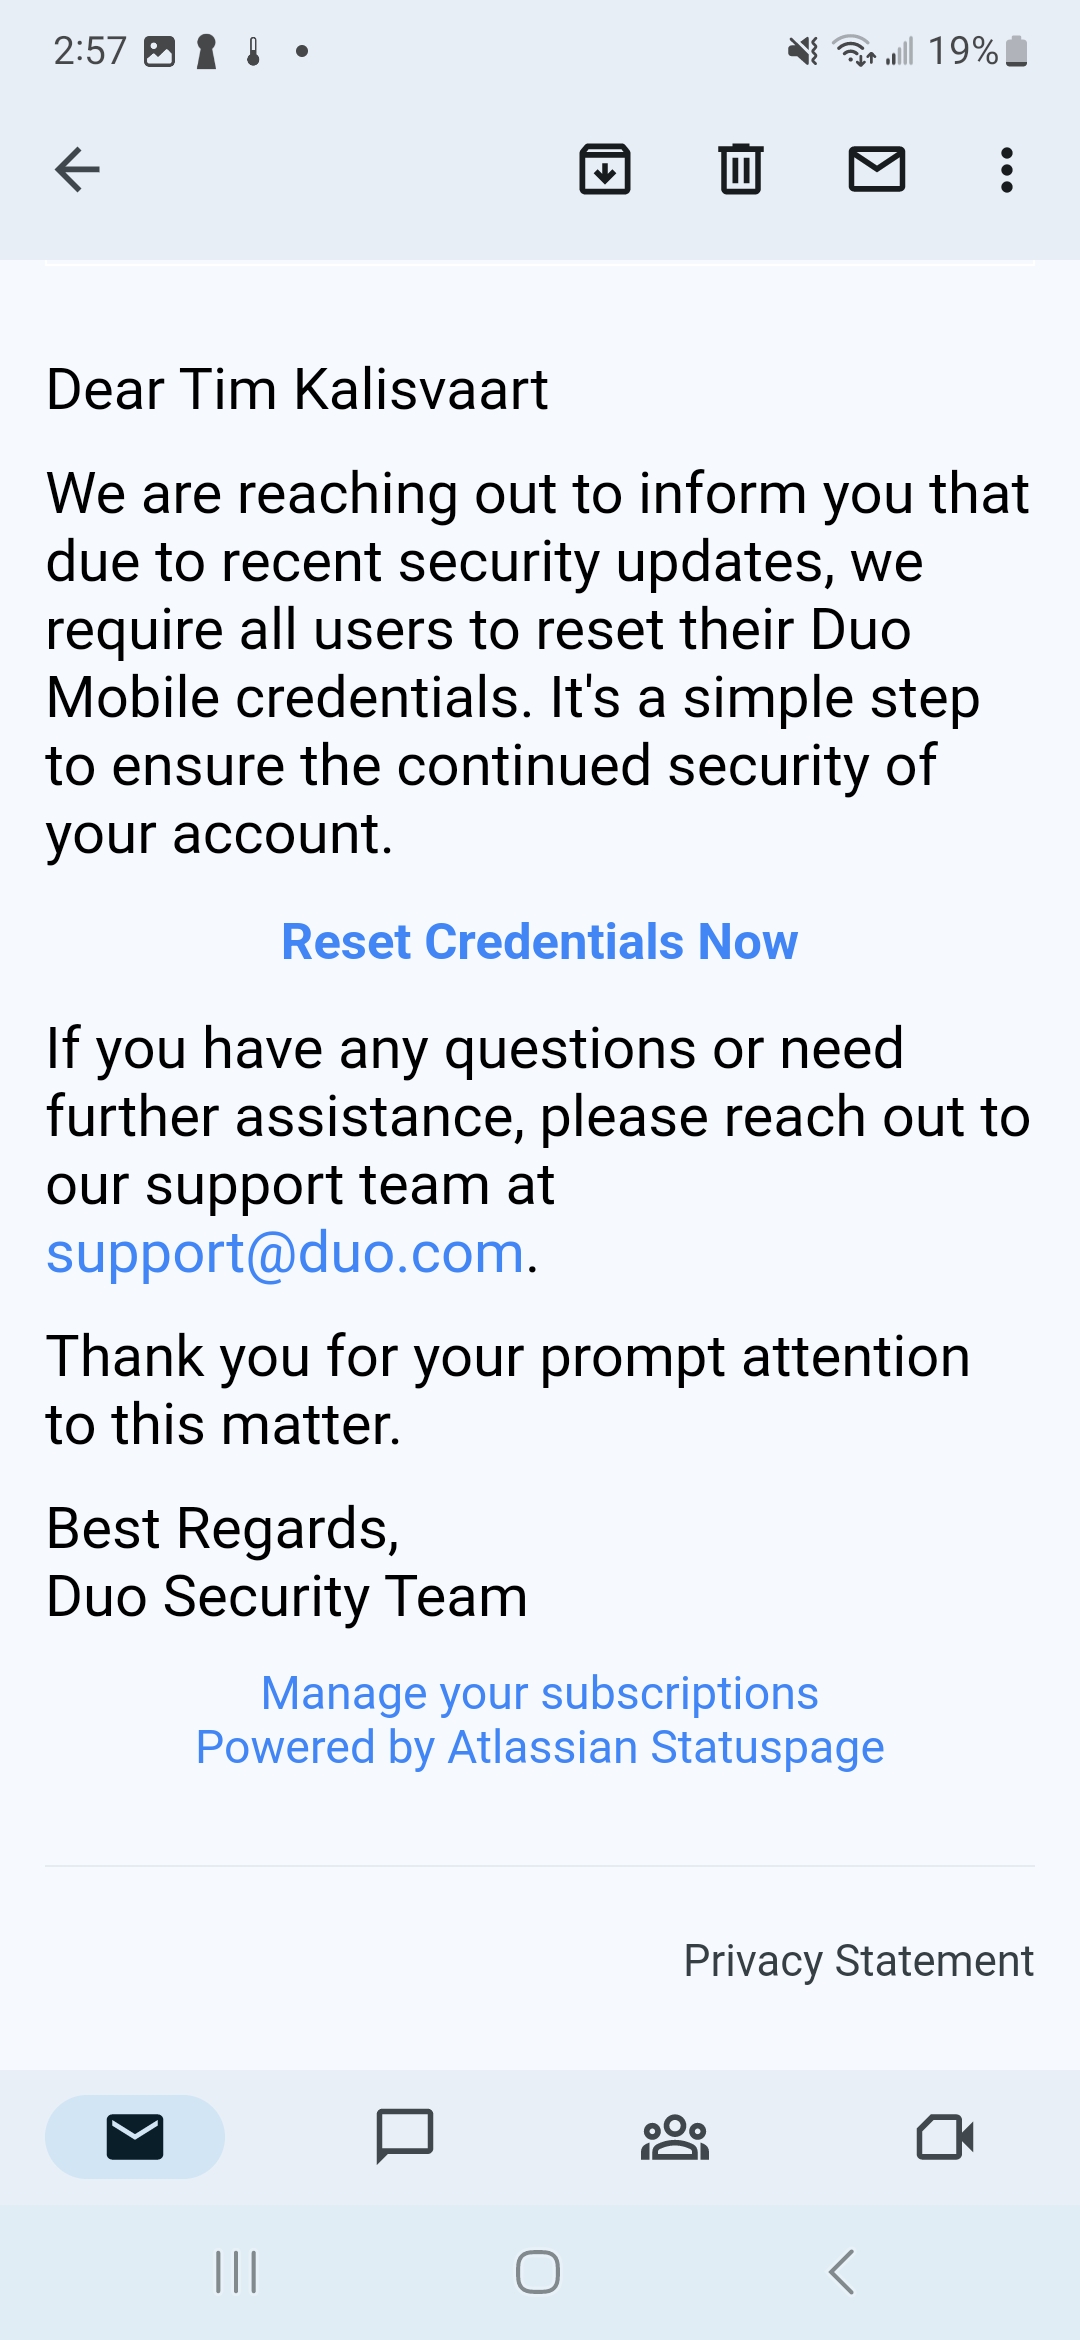 2:57
19%
Dear Tim Kalisvaart
We are reaching out to inform you that
due to recent security updates, we
require all users to reset their Duo
Mobile credentials. It's a simple step
to ensure the continued security of
your account.
Reset Credentials Now
If you have any questions or need
further assistance, please reach out to
our support team at
support@duo.com.
Thank you for your prompt attention
to this matter.
Best Regards,
Duo Security Team
Manage your subscriptions
Powered by Atlassian Statuspage
Privacy Statement